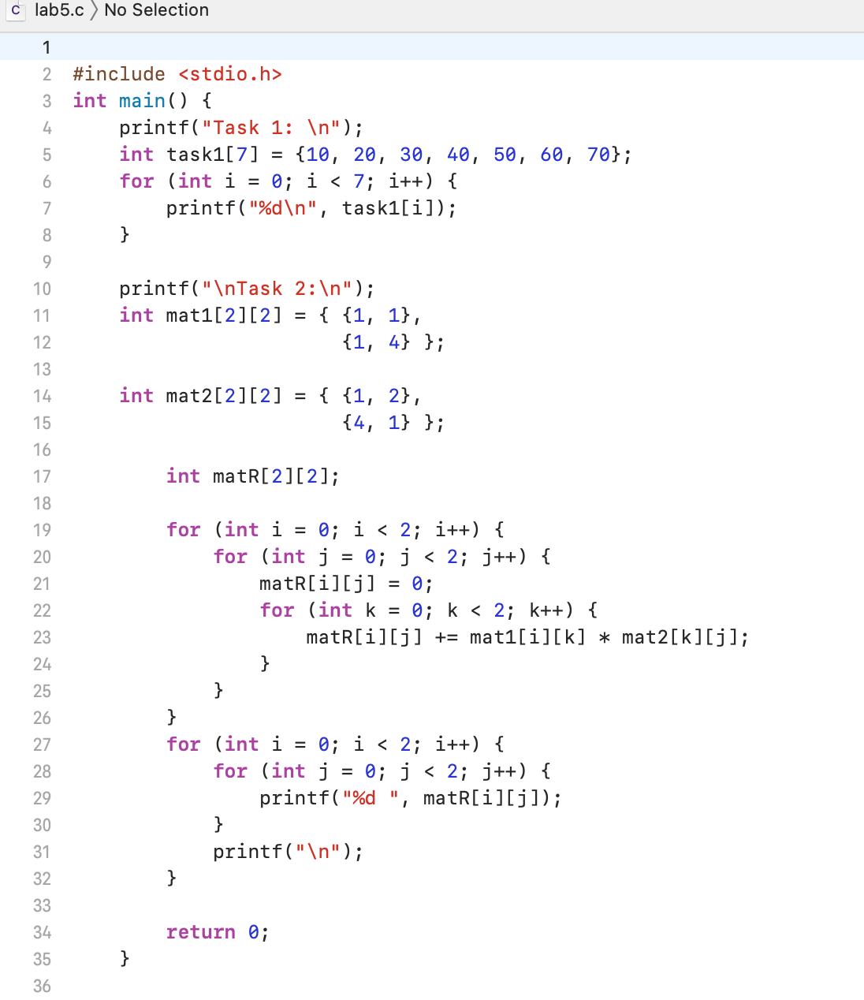 C lab5.c 〉 No Selection
1
2 #include <stdio.h>
3 int main() {
4     printf("Task 1: \n");
5     int task1[7] = {10, 20, 30, 40, 50, 60, 70};
6     for (int i = 0; i < 7; i++) {
7         printf("%d\n", task1[i]);
8     }
9
10     printf("\nTask 2:\n");
11     int mat1[2][2] = { {1, 1},
12                        {1, 4} };
13
14     int mat2[2][2] = { {1, 2},
15                        {4, 1} };
16
17         int matR[2][2];
18
19         for (int i = 0; i < 2; i++) {
20             for (int j = 0; j < 2; j++) {
21                 matR[i][j] = 0;
22                 for (int k = 0; k < 2; k++) {
23                     matR[i][j] += mat1[i][k] * mat2[k][j];
24                 }
25             }
26         }
27         for (int i = 0; i < 2; i++) {
28             for (int j = 0; j < 2; j++) {
29                 printf("%d ", matR[i][j]);
30             }
31             printf("\n");
32         }
33
34         return 0;
35     }
36